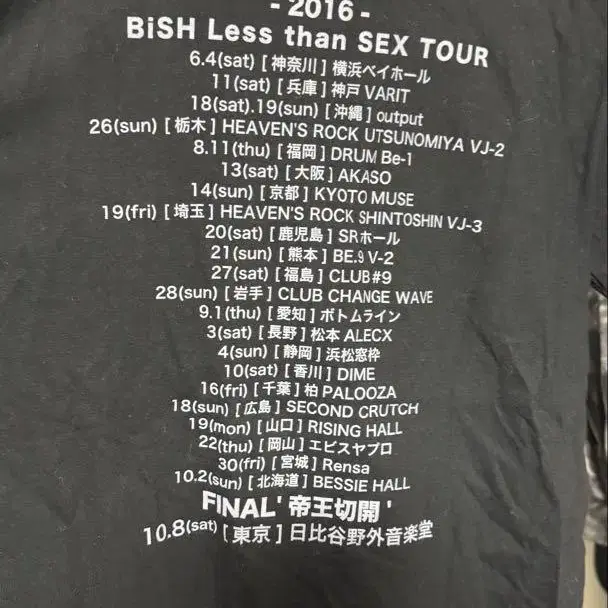 - 2016 -
BiSH Less than SEX TOUR
6.4(sat) [ 神奈川 ] 横浜ベイホール
11(sat) [ 兵庫 ] 神戸 VARIT
18(sat).19(sun) [ 沖縄 ] output
26(sun) [ 栃木 ] HEAVEN'S ROCK UTSUNOMIYA VJ-2
8.11(thu) [ 福岡 ] DRUM Be-1
13(sat) [ 大阪 ] AKASO
14(sun) [ 京都 ] KYOTO MUSE
19(fri) [ 埼玉 ] HEAVEN'S ROCK SHINTOSHIN VJ-3
20(sat) [ 鹿児島 ] SRホール
21(sun) [ 熊本 ] BE.9 V-2
27(sat) [ 福島 ] CLUB#9
28(sun) [ 岩手 ] CLUB CHANGE WAVE
9.1(thu) [ 愛知 ] ボトムライン
3(sat) [ 長野 ] 松本 ALECX
4(sun) [ 静岡 ] 浜松窓枠
10(sat) [ 香川 ] DIME
16(fri) [ 千葉 ] 柏 PALOOZA
18(sun) [ 広島 ] SECOND CRUTCH
19(mon) [ 山口 ] RISING HALL
22(thu) [ 岡山 ] エビスヤプロ
30(fri) [ 宮城 ] Rensa
10.2(sun) [ 北海道 ] BESSIE HALL
FINAL ' 帝王切開 '
10.8(sat) [ 東京 ] 日比谷野外音楽堂